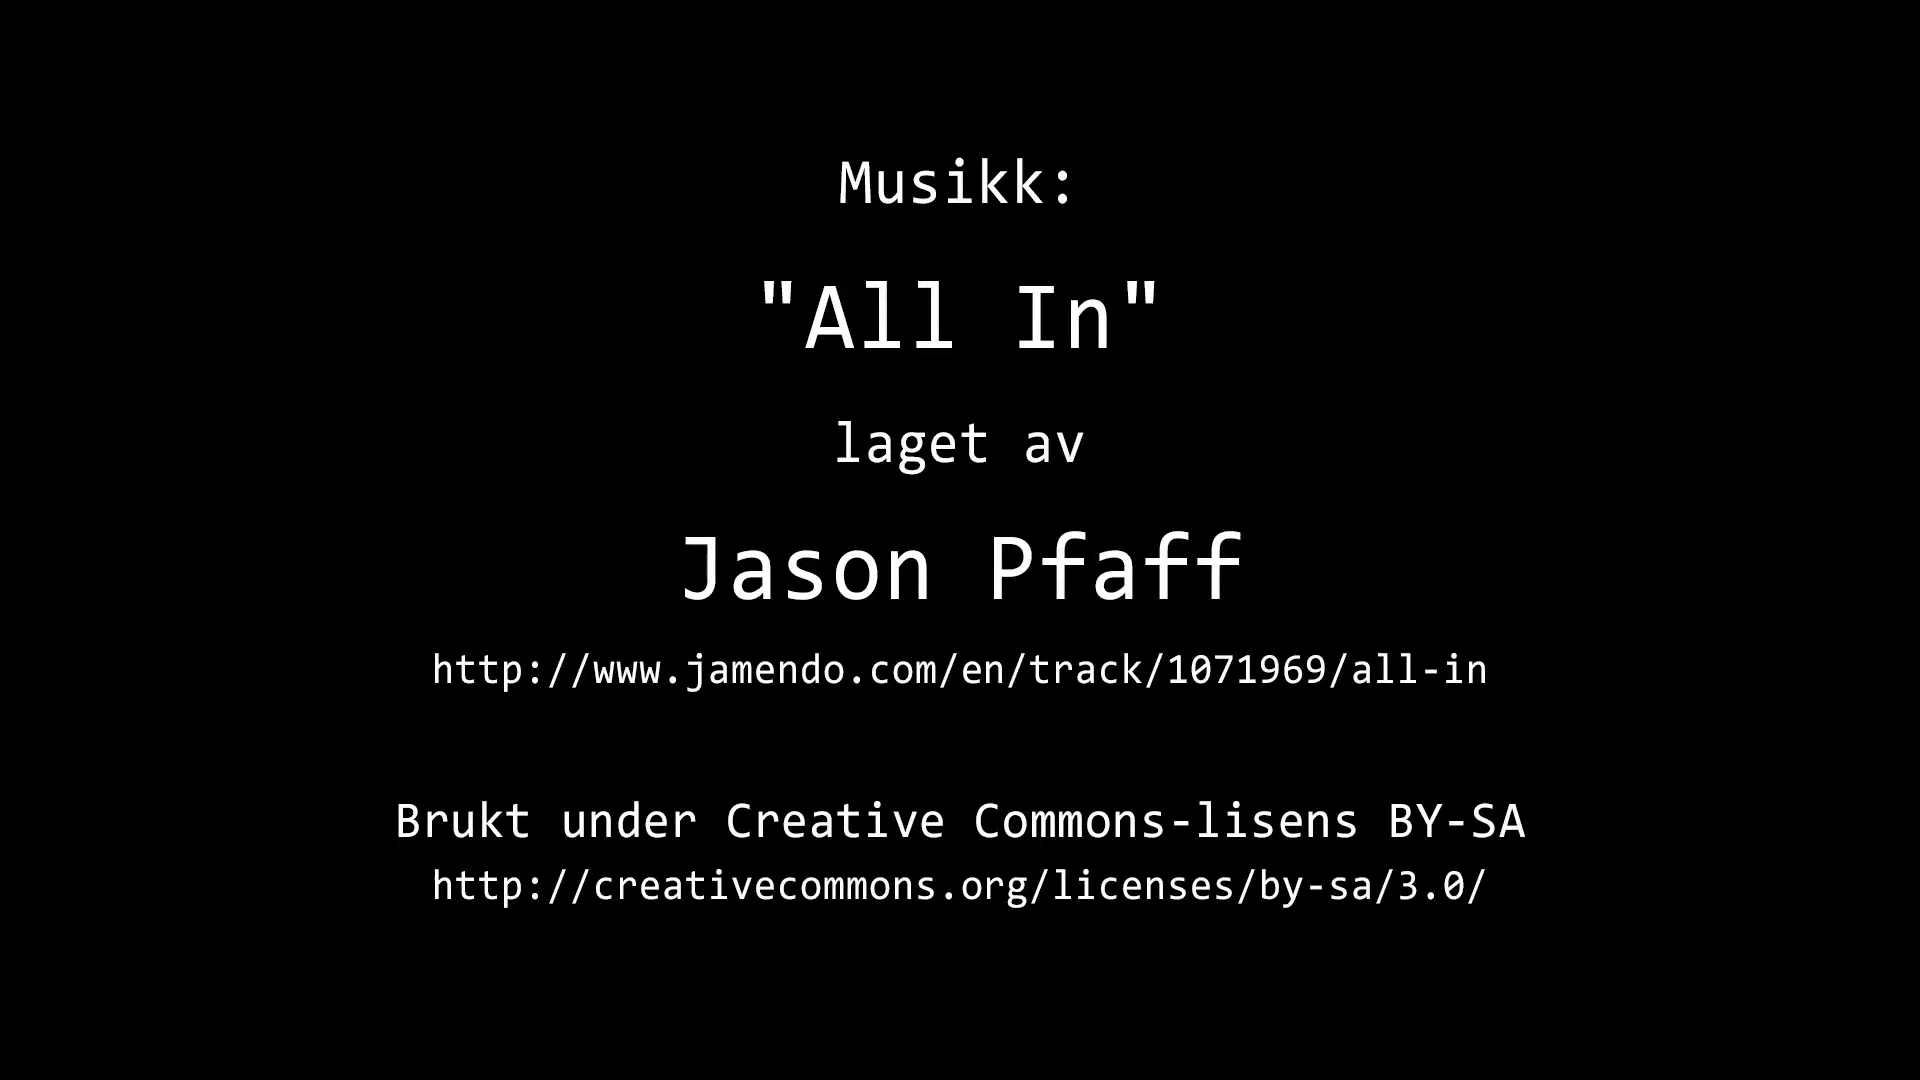 Musikk:
"All In"
laget av
Jason Pfaff
http://www.jamendo.com/en/track/1071969/all-in
Brukt under Creative Commons-lisens BY-SA
http://creativecommons.org/licenses/by-sa/3.0/